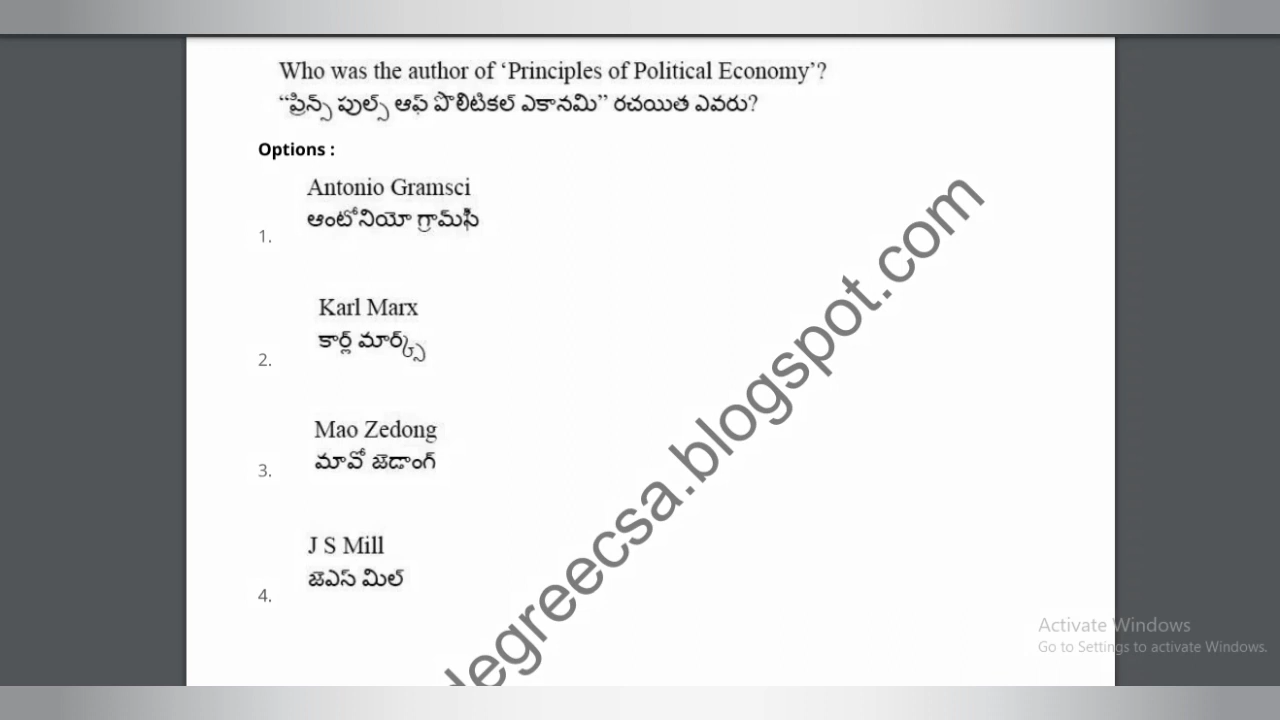 Who was the author of ‘Principles of Political Economy’?
“ప్రిన్స్ పుల్స్ ఆఫ్ పొలిటికల్ ఎకానమి” రచయిత ఎవరు?
Options :
Antonio Gramsci
ఆంటోనియో గ్రామ్‌సీ
1.
Karl Marx
కార్ల్ మార్క్స్
2.
Mao Zedong
మావో జెడాంగ్
3.
J S Mill
జెఎస్ మిల్
4.
degreecsa.blogspot.com
Activate Windows
Go to Settings to activate Windows.